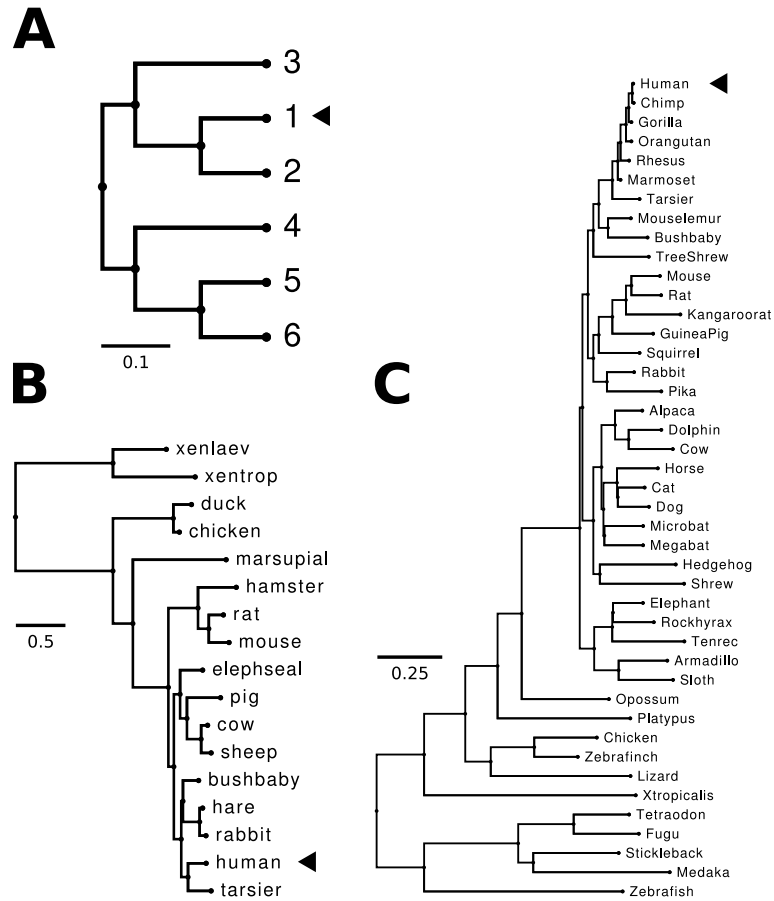 A
3
1
2
4
5
6
0.1
B
xenlaev
xentrop
duck
chicken
marsupial
hamster
rat
mouse
elephseal
pig
cow
sheep
bushbaby
hare
rabbit
human
tarsier
0.5
C
Human
Chimp
Gorilla
Orangutan
Rhesus
Marmoset
Tarsier
Mouselemur
Bushbaby
TreeShrew
Mouse
Rat
Kangaroorat
GuineaPig
Squirrel
Rabbit
Pika
Alpaca
Dolphin
Cow
Horse
Cat
Dog
Microbat
Megabat
Hedgehog
Shrew
Elephant
Rockhyrax
Tenrec
Armadillo
Sloth
Opossum
Platypus
Chicken
Zebrafinch
Lizard
Xtropicalis
Tetraodon
Fugu
Stickleback
Medaka
Zebrafish
0.25